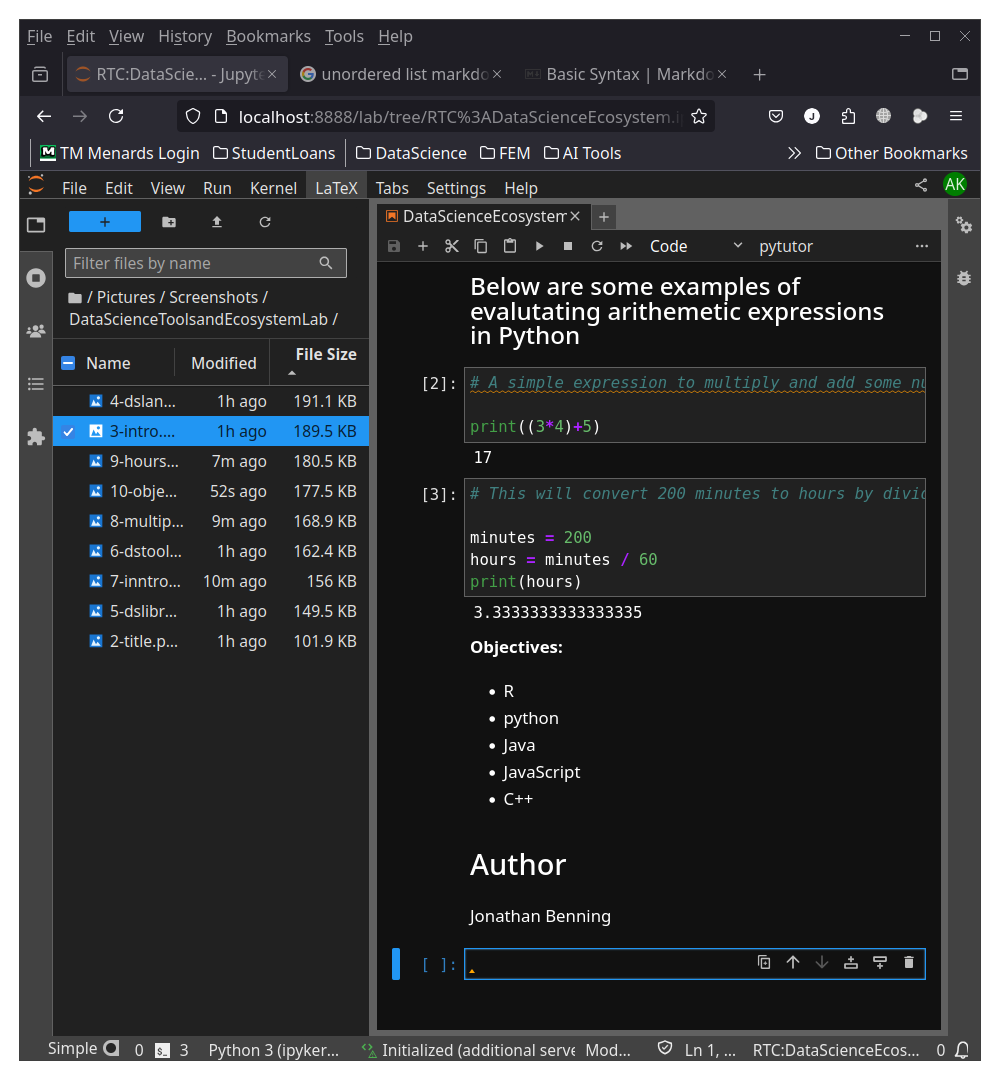 File Edit View History Bookmarks Tools Help
RTC:DataScie... - Jupyte
unordered list markdo
Basic Syntax | Markdo
localhost:8888/lab/tree/RTC%3ADataScienceEcosystem.i
J
TM Menards Login StudentLoans DataScience FEM AI Tools Other Bookmarks
File Edit View Run Kernel LaTeX Tabs Settings Help
AK
DataScienceEcosystem
Code pytutor
Filter files by name
/ Pictures / Screenshots /
DataScienceToolsandEcosystemLab /
Name Modified File Size
4-dslan... 1h ago 191.1 KB
3-intro.... 1h ago 189.5 KB
9-hours... 7m ago 180.5 KB
10-obje... 52s ago 177.5 KB
8-multip... 9m ago 168.9 KB
6-dstool... 1h ago 162.4 KB
7-inntro... 10m ago 156 KB
5-dslibr... 1h ago 149.5 KB
2-title.p... 1h ago 101.9 KB
Below are some examples of
evalutating arithemetic expressions
in Python
[2]: # A simple expression to multiply and add some nu
print((3*4)+5)
17
[3]: # This will convert 200 minutes to hours by divid
minutes = 200
hours = minutes / 60
print(hours)
3.3333333333333335
Objectives:
• R
• python
• Java
• JavaScript
• C++
Author
Jonathan Benning
[ ]:
Simple 0 $_ 3 Python 3 (ipyker... Initialized (additional serve Mod... Ln 1, ... RTC:DataScienceEcos... 0